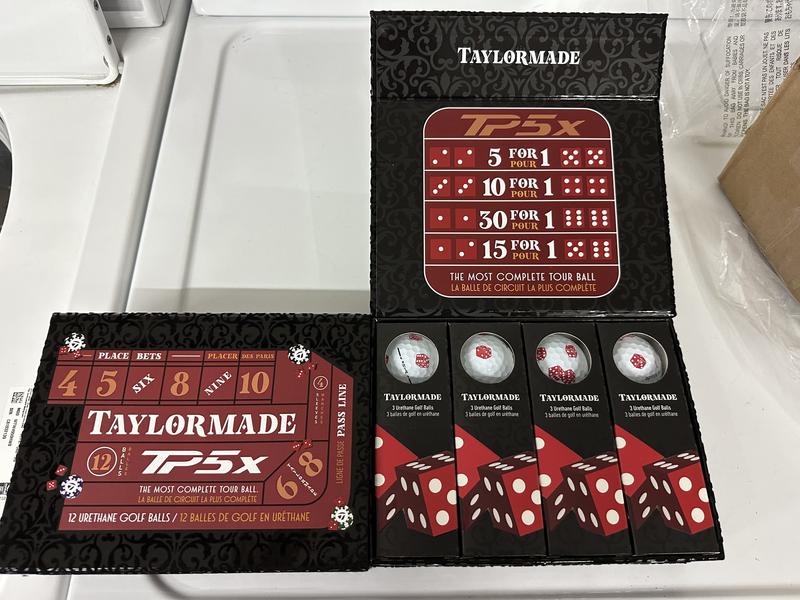 TAYLORMADE
TP5x
5 FOR POUR 1
10 FOR POUR 1
30 FOR POUR 1
15 FOR POUR 1
THE MOST COMPLETE TOUR BALL
LA BALLE DE CIRCUIT LA PLUS COMPLÈTE
TAYLORMADE
3 Urethane Golf Balls
3 balles de golf en uréthane
TAYLORMADE
3 Urethane Golf Balls
3 balles de golf en uréthane
TAYLORMADE
3 Urethane Golf Balls
3 balles de golf en uréthane
TAYLORMADE
3 Urethane Golf Balls
3 balles de golf en uréthane
PLACE BETS PLACER DES PARIS
4 5 SIX 8 NINE 10
TAYLORMADE
12 BALLS BALLES
TP5x
THE MOST COMPLETE TOUR BALL
LA BALLE DE CIRCUIT LA PLUS COMPLÈTE
12 URETHANE GOLF BALLS / 12 BALLES DE GOLF EN URÉTHANE
4 SLEEVES
PASS LINE
LIGNE DE PASSE
6 8